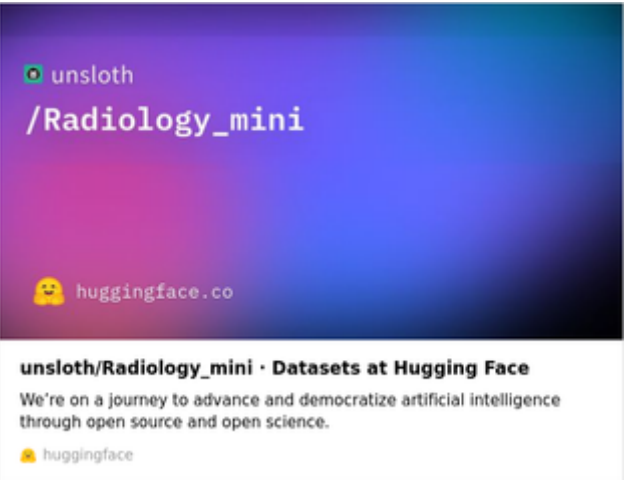 unsloth
/Radiology_mini
huggingface.co
unsloth/Radiology_mini · Datasets at Hugging Face
We’re on a journey to advance and democratize artificial intelligence
through open source and open science.
huggingface